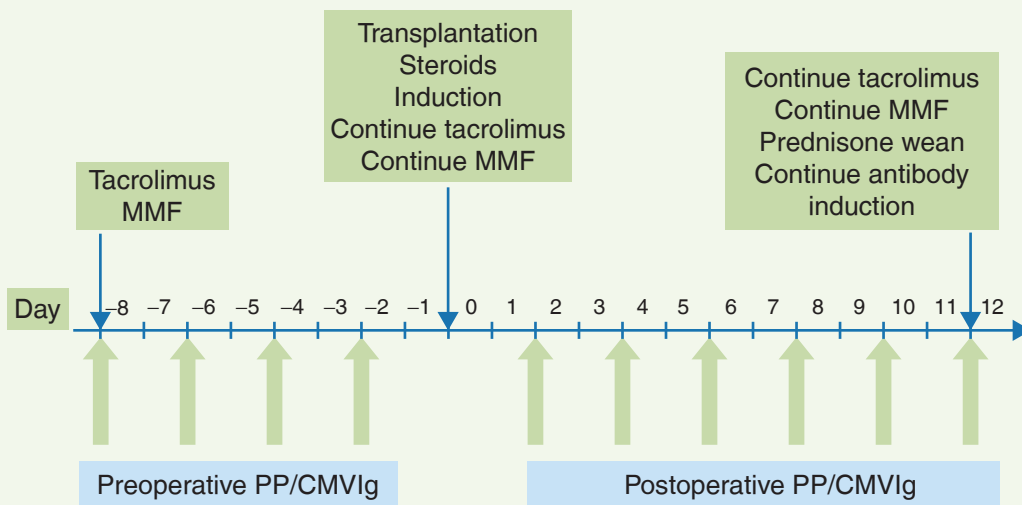 Transplantation
Steroids
Induction
Continue tacrolimus
Continue MMF
Continue tacrolimus
Continue MMF
Prednisone wean
Continue antibody
induction
Tacrolimus
MMF
Day
–8 –7 –6 –5 –4 –3 –2 –1 0 1 2 3 4 5 6 7 8 9 10 11 12
Preoperative PP/CMVIg
Postoperative PP/CMVIg